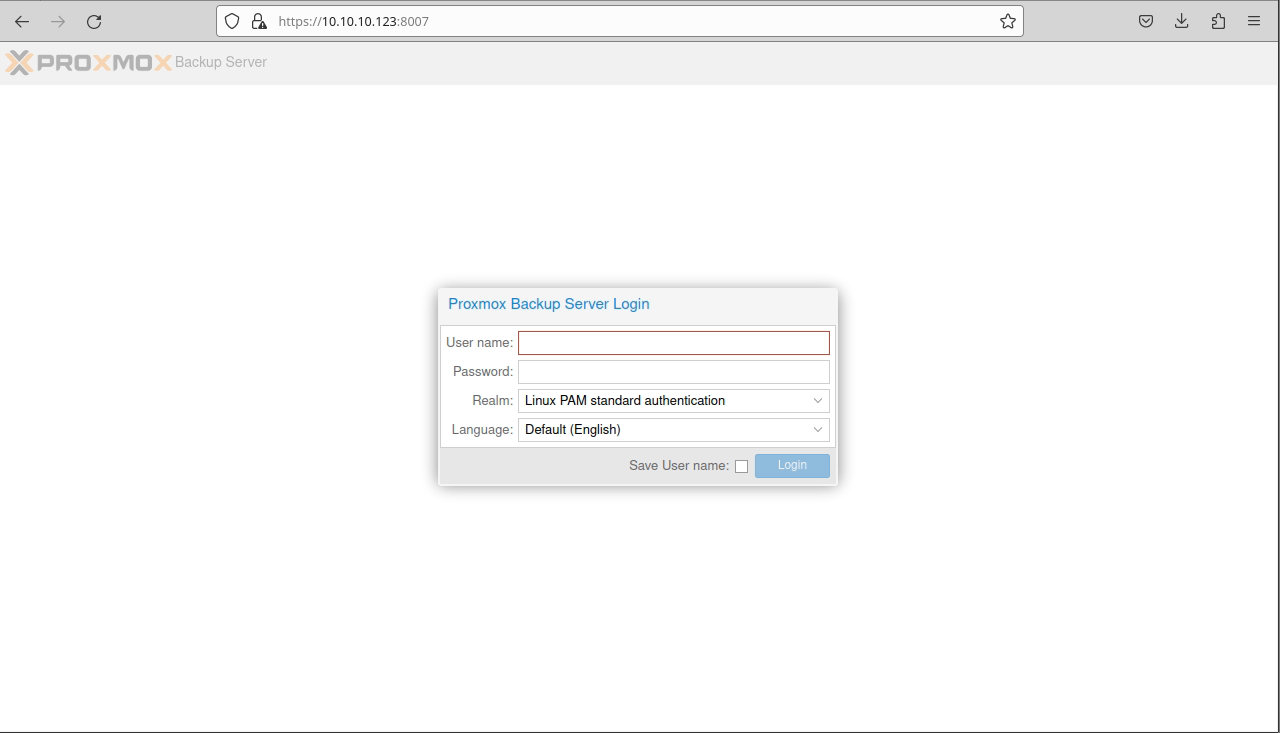 https://10.10.10.123:8007
PROXMOX Backup Server
Proxmox Backup Server Login
User name:
Password:
Realm: Linux PAM standard authentication
Language: Default (English)
Save User name: Login